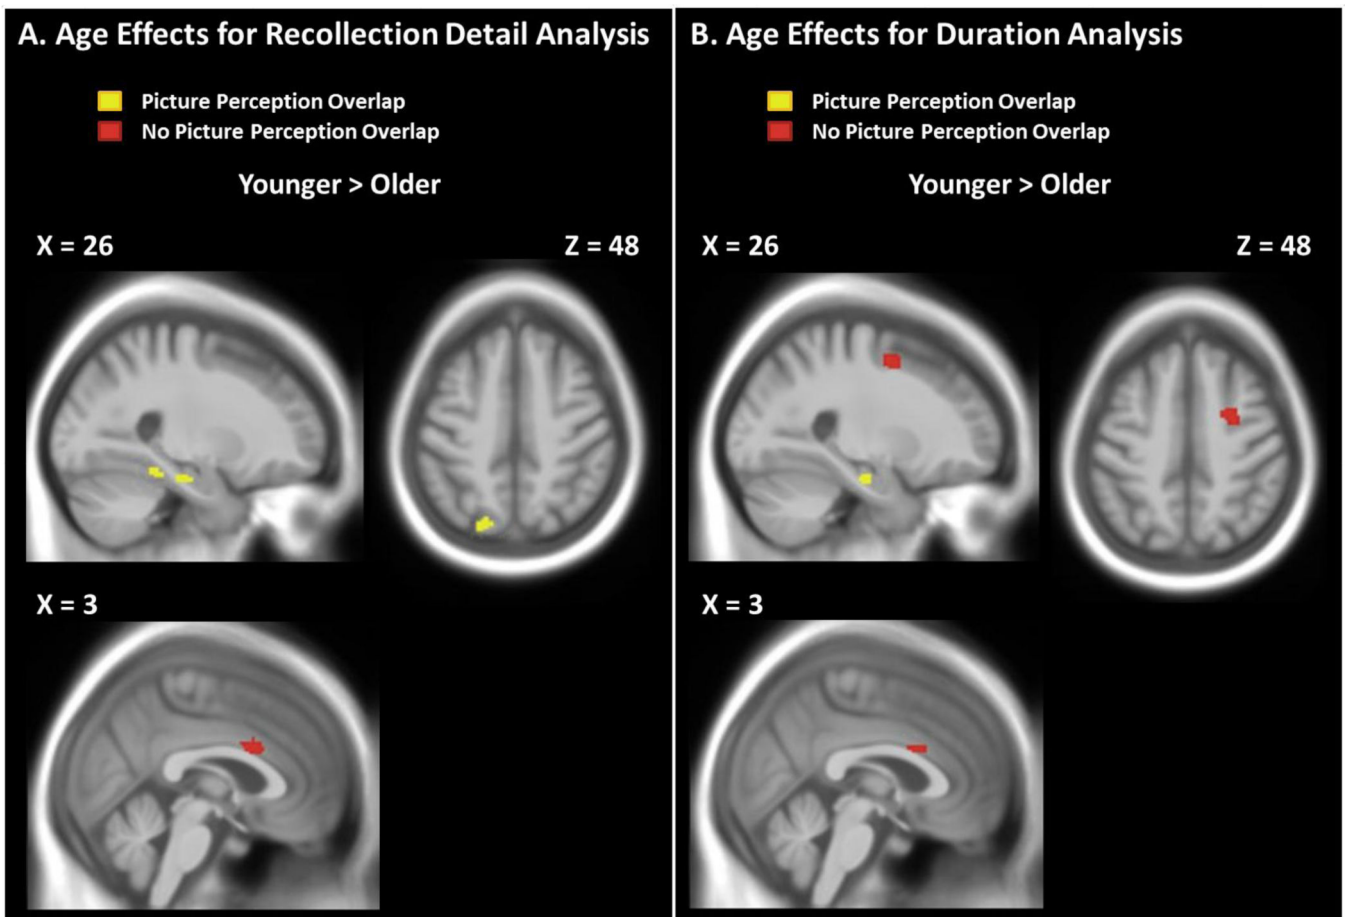 A. Age Effects for Recollection Detail Analysis
Picture Perception Overlap
No Picture Perception Overlap
Younger > Older
X = 26
Z = 48
X = 3
B. Age Effects for Duration Analysis
Picture Perception Overlap
No Picture Perception Overlap
Younger > Older
X = 26
Z = 48
X = 3